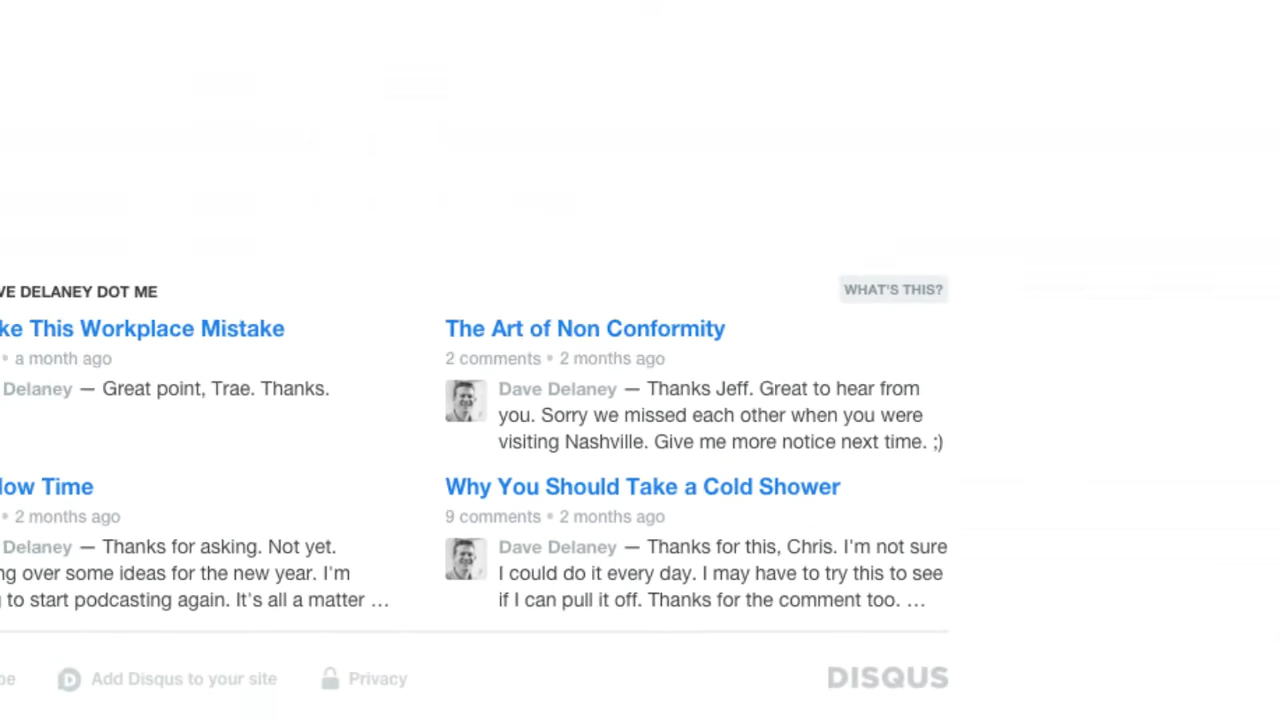 VE DELANEY DOT ME
WHAT'S THIS?
ke This Workplace Mistake
• a month ago
Delaney — Great point, Trae. Thanks.
The Art of Non Conformity
2 comments • 2 months ago
Dave Delaney — Thanks Jeff. Great to hear from
you. Sorry we missed each other when you were
visiting Nashville. Give me more notice next time. ;)
low Time
• 2 months ago
Delaney — Thanks for asking. Not yet.
ng over some ideas for the new year. I'm
to start podcasting again. It's all a matter ...
Why You Should Take a Cold Shower
9 comments • 2 months ago
Dave Delaney — Thanks for this, Chris. I'm not sure
I could do it every day. I may have to try this to see
if I can pull it off. Thanks for the comment too. ...
be
Add Disqus to your site
Privacy
DISQUS